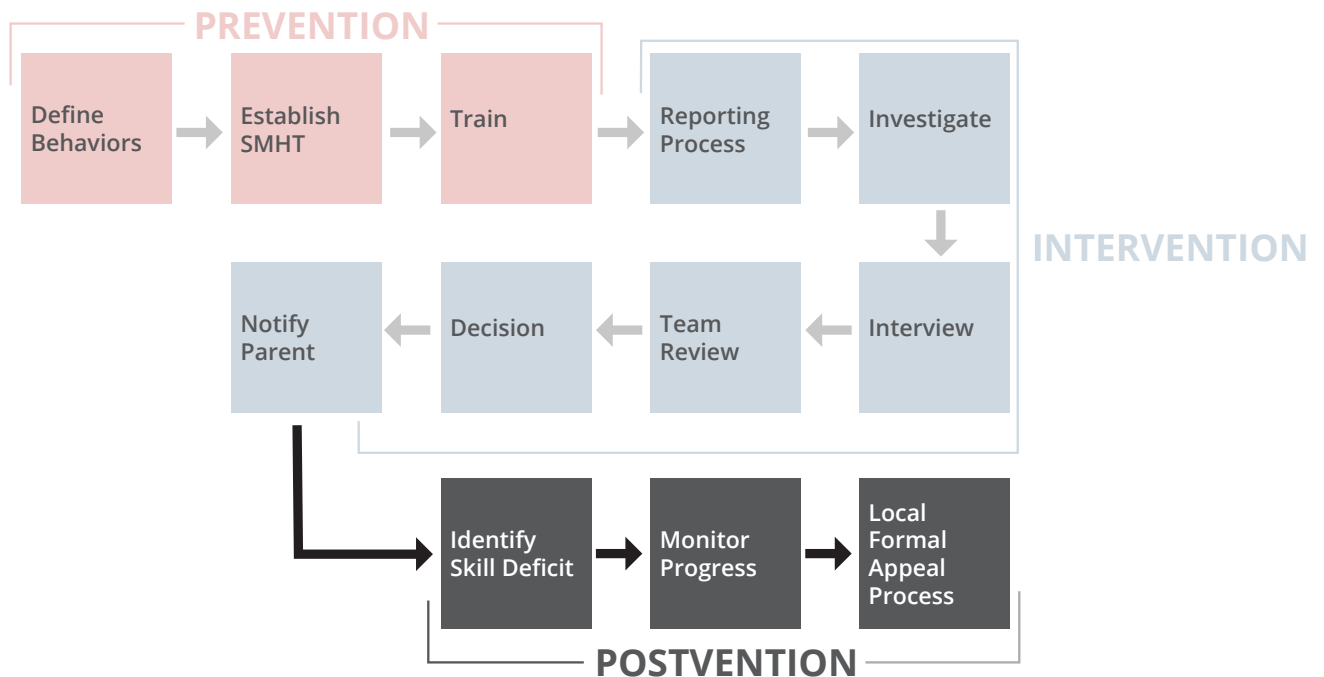 PREVENTION
Define
Behaviors
Establish
SMHT
Train
Reporting
Process
Investigate
INTERVENTION
Interview
Team
Review
Decision
Notify
Parent
Identify
Skill Deficit
Monitor
Progress
Local
Formal
Appeal
Process
POSTVENTION